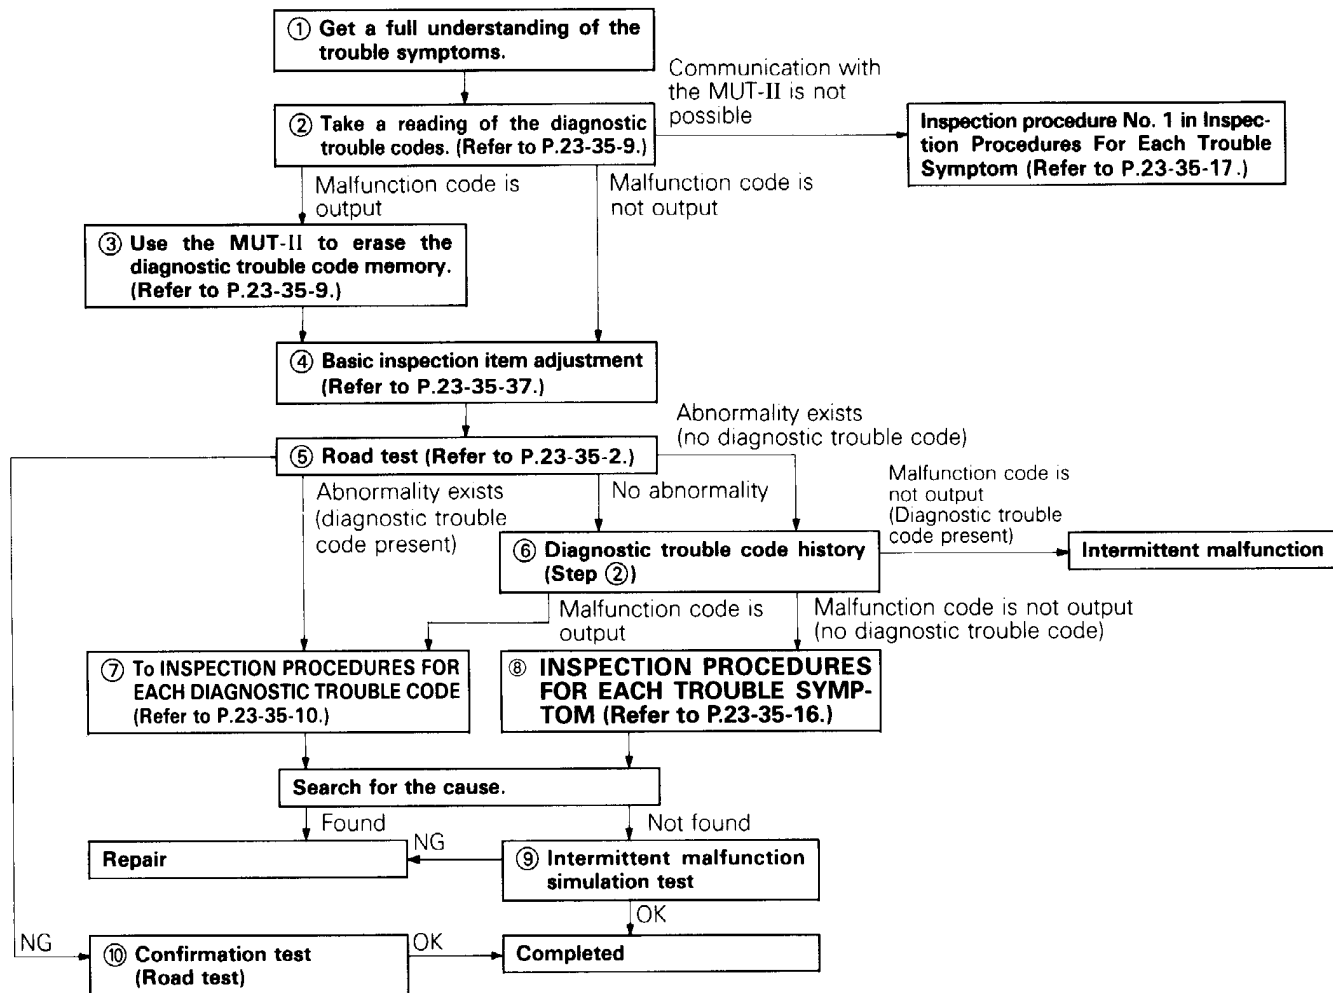 ① Get a full understanding of the
trouble symptoms.
Communication with
the MUT-II is not
possible
② Take a reading of the diagnostic
trouble codes. (Refer to P.23-35-9.)
Inspection procedure No. 1 in Inspec-
tion Procedures For Each Trouble
Symptom (Refer to P.23-35-17.)
Malfunction code is
output
Malfunction code is
not output
③ Use the MUT-II to erase the
diagnostic trouble code memory.
(Refer to P.23-35-9.)
④ Basic inspection item adjustment
(Refer to P.23-35-37.)
Abnormality exists
(no diagnostic trouble code)
⑤ Road test (Refer to P.23-35-2.)
Abnormality exists
(diagnostic trouble
code present)
No abnormality
Malfunction code is
not output
(Diagnostic trouble
code present)
⑥ Diagnostic trouble code history
(Step ②)
Intermittent malfunction
Malfunction code is
output
Malfunction code is not output
(no diagnostic trouble code)
⑦ To INSPECTION PROCEDURES FOR
EACH DIAGNOSTIC TROUBLE CODE
(Refer to P.23-35-10.)
⑧ INSPECTION PROCEDURES
FOR EACH TROUBLE SYMP-
TOM (Refer to P.23-35-16.)
Search for the cause.
Found
Not found
Repair
NG
⑨ Intermittent malfunction
simulation test
OK
NG
⑩ Confirmation test
(Road test)
OK
Completed